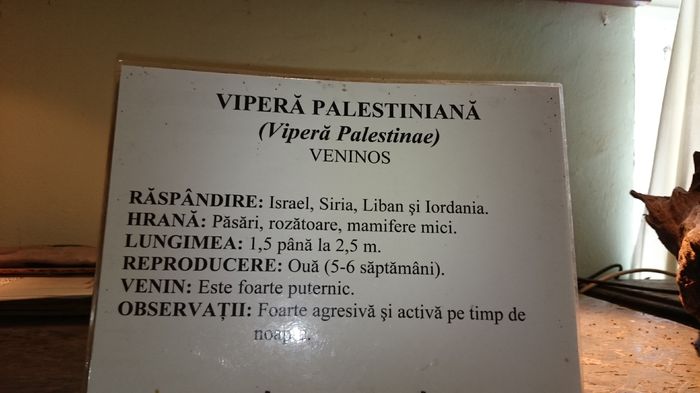 VIPERĂ PALESTINIANĂ
(Viperă Palestinae)
VENINOS
RĂSPÂNDIRE: Israel, Siria, Liban şi Iordania.
HRANĂ: Păsări, rozătoare, mamifere mici.
LUNGIMEA: 1,5 până la 2,5 m.
REPRODUCERE: Ouă (5-6 săptămâni).
VENIN: Este foarte puternic.
OBSERVAȚII: Foarte agresivă şi activă pe timp de